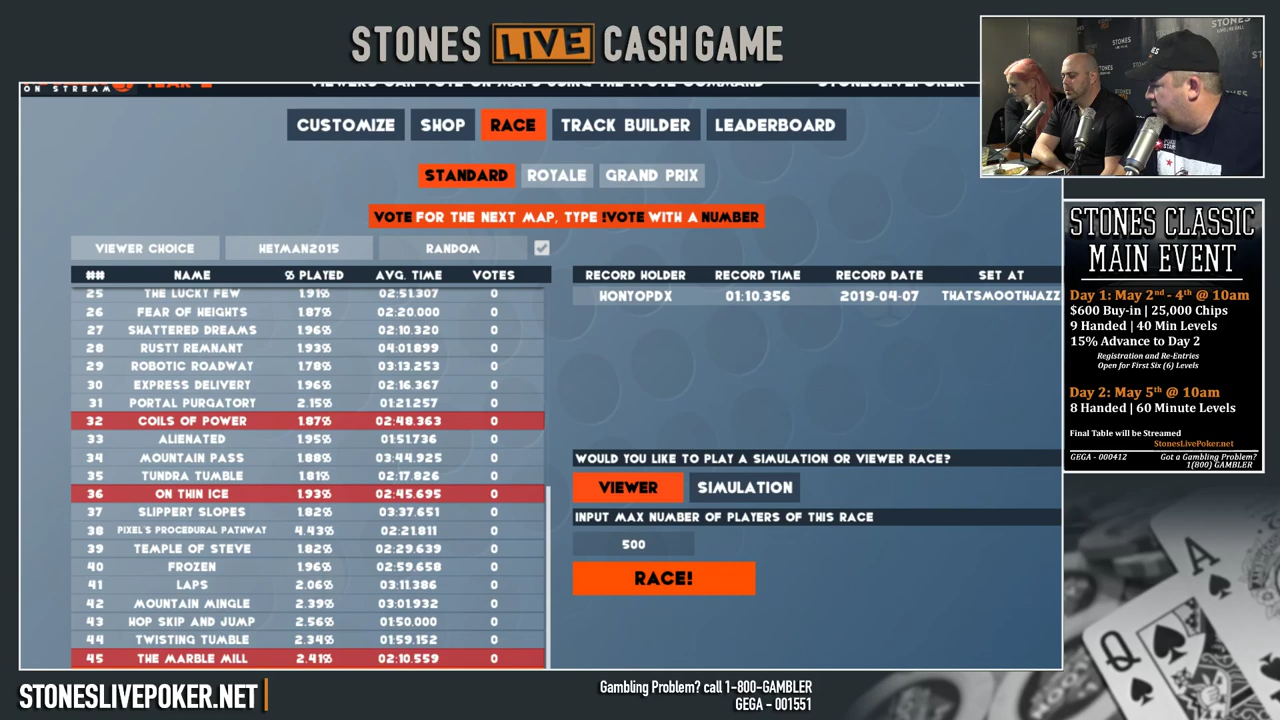 STONES LIVE CASH GAME
ON STREAM
VIEWERS CAN VOTE ON MAPS USING THE !VOTE COMMAND
STONESLIVEPOKER
CUSTOMIZE SHOP RACE TRACK BUILDER LEADERBOARD
STANDARD ROYALE GRAND PRIX
VOTE FOR THE NEXT MAP, TYPE !VOTE WITH A NUMBER
VIEWER CHOICE HEYMAN2015 RANDOM
## NAME % PLAYED AVG. TIME VOTES
25 THE LUCKY FEW 1.91% 02:51.307 0
26 FEAR OF HEIGHTS 1.87% 02:20.000 0
27 SHATTERED DREAMS 1.96% 02:10.320 0
28 RUSTY REMNANT 1.93% 04:01.899 0
29 ROBOTIC ROADWAY 1.78% 03:13.253 0
30 EXPRESS DELIVERY 1.96% 02:16.367 0
31 PORTAL PURGATORY 2.15% 01:21.257 0
32 COILS OF POWER 1.87% 02:48.363 0
33 ALIENATED 1.95% 01:51.736 0
34 MOUNTAIN PASS 1.88% 03:44.925 0
35 TUNDRA TUMBLE 1.81% 02:17.826 0
36 ON THIN ICE 1.93% 02:45.695 0
37 SLIPPERY SLOPES 1.82% 03:37.651 0
38 PIXEL'S PROCEDURAL PATHWAY 4.43% 02:21.811 0
39 TEMPLE OF STEVE 1.82% 02:29.639 0
40 FROZEN 1.96% 02:59.658 0
41 LAPS 2.06% 03:11.386 0
42 MOUNTAIN MINGLE 2.39% 03:01.932 0
43 HOP SKIP AND JUMP 2.56% 01:50.000 0
44 TWISTING TUMBLE 2.34% 01:59.152 0
45 THE MARBLE MILL 2.41% 02:10.559 0
RECORD HOLDER RECORD TIME RECORD DATE SET AT
HONYOPDX 01:10.356 2019-04-07 THATSMOOTHJAZZ
WOULD YOU LIKE TO PLAY A SIMULATION OR VIEWER RACE?
VIEWER SIMULATION
INPUT MAX NUMBER OF PLAYERS OF THIS RACE
500
RACE!
STONES CLASSIC
MAIN EVENT
Day 1: May 2nd - 4th @ 10am
$600 Buy-in | 25,000 Chips
9 Handed | 40 Min Levels
15% Advance to Day 2
Registration and Re-Entries
Open for First Six (6) Levels
Day 2: May 5th @ 10am
8 Handed | 60 Minute Levels
Final Table will be Streamed
StonesLivePoker.net
GEGA - 000412 Got a Gambling Problem?
1(800) GAMBLER
A
Q
STONESLIVEPOKER.NET
Gambling Problem? call 1-800-GAMBLER
GEGA - 001551